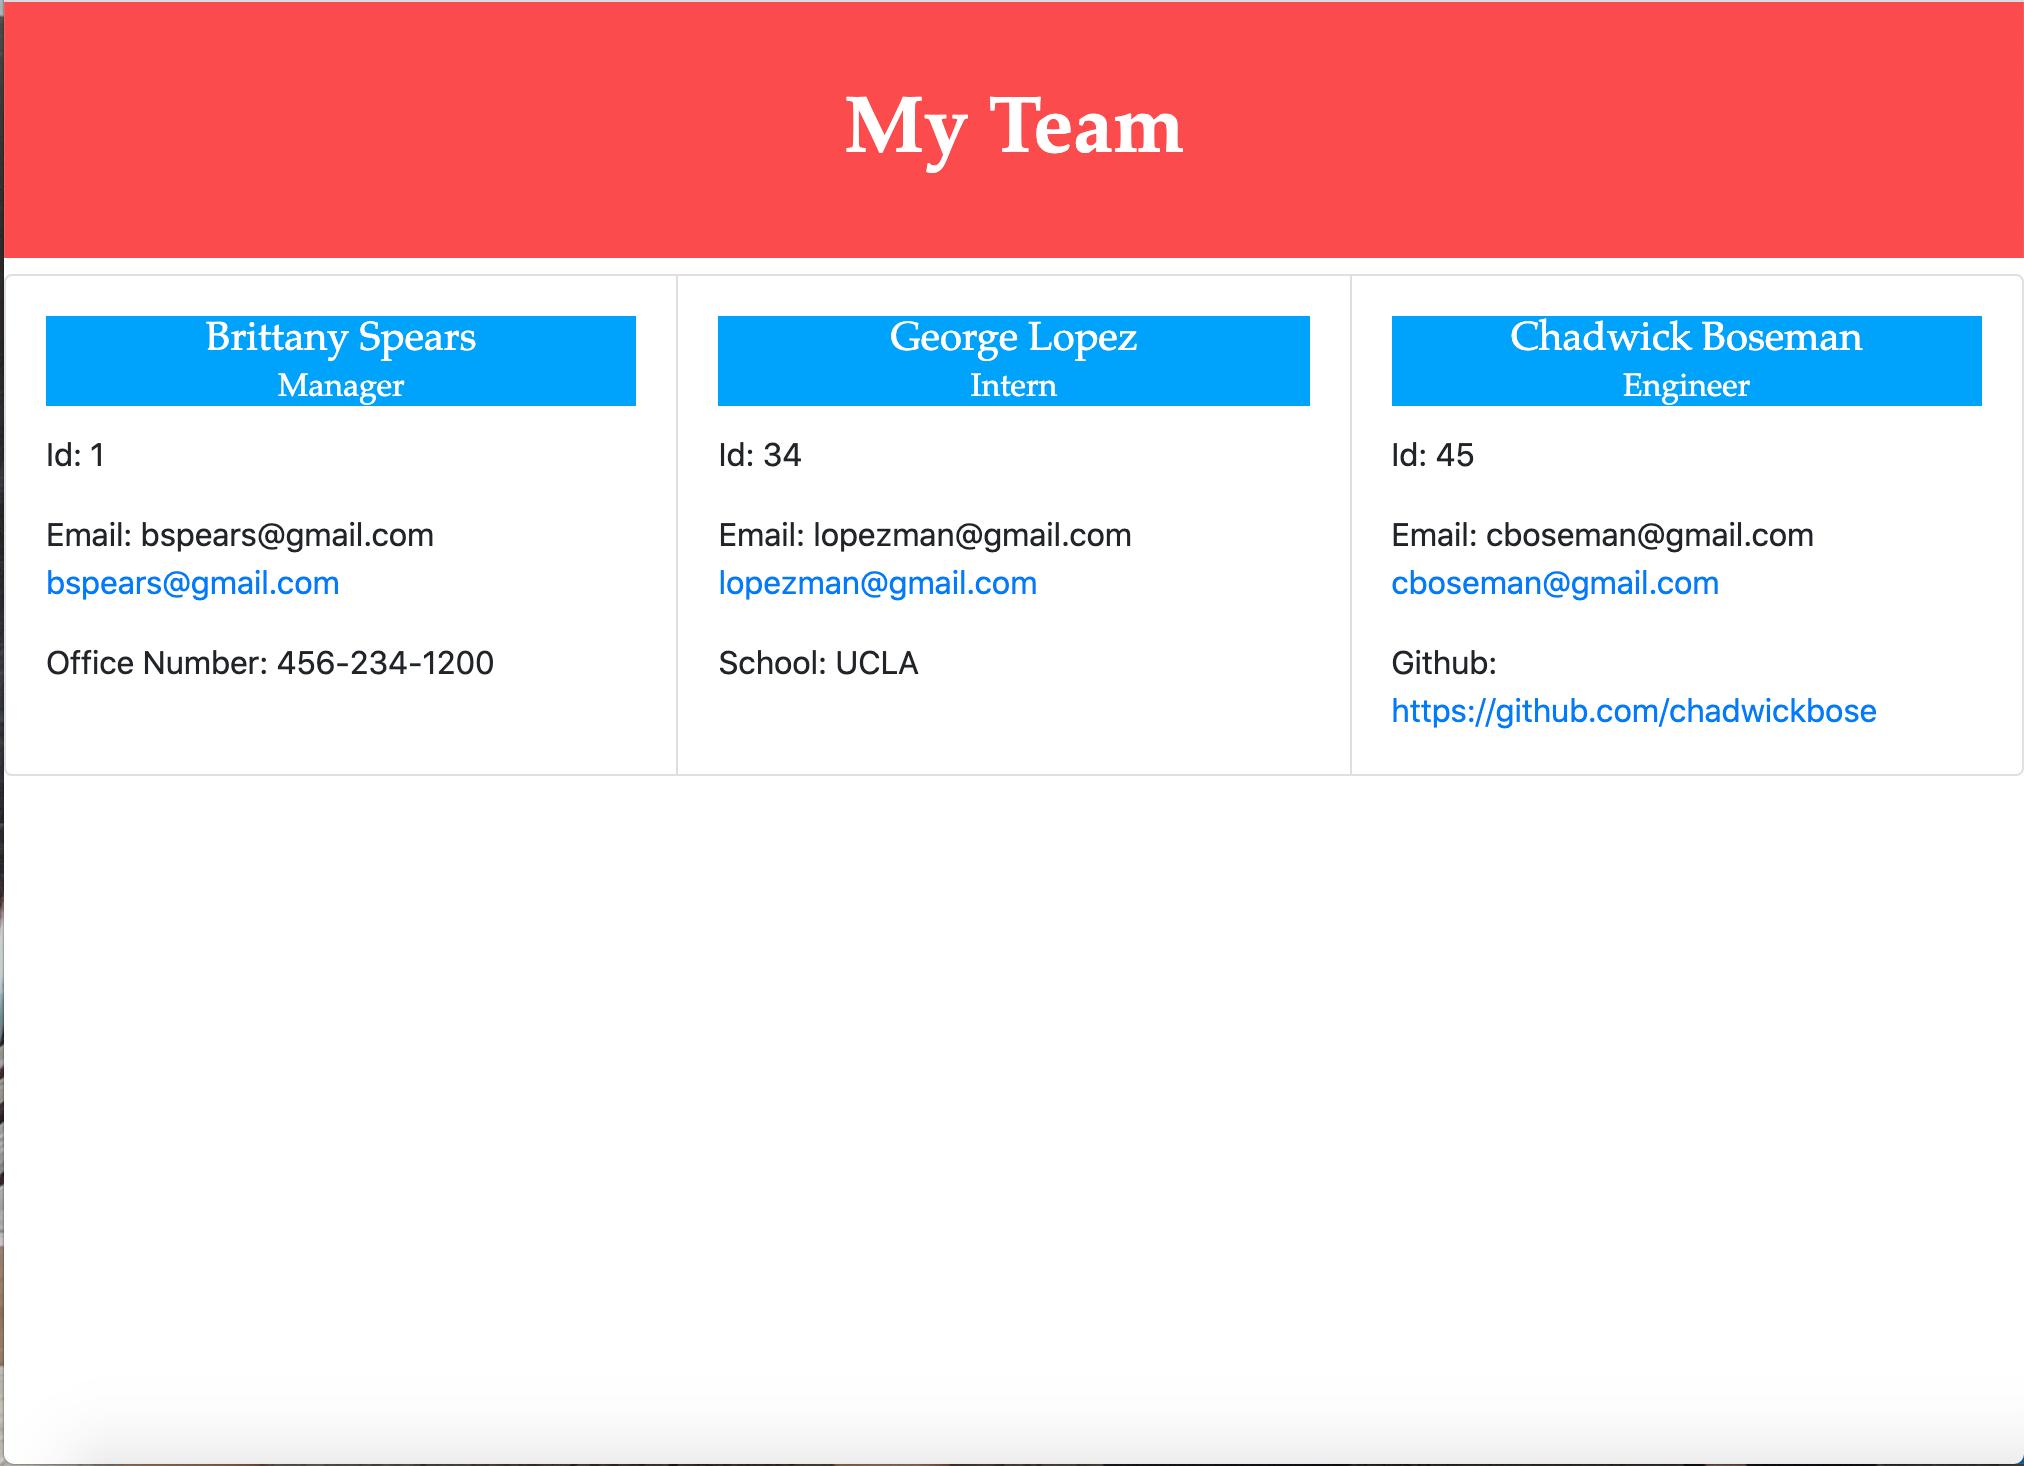 My Team
Brittany Spears
Manager
Id: 1
Email: bspears@gmail.com
bspears@gmail.com
Office Number: 456-234-1200
George Lopez
Intern
Id: 34
Email: lopezman@gmail.com
lopezman@gmail.com
School: UCLA
Chadwick Boseman
Engineer
Id: 45
Email: cboseman@gmail.com
cboseman@gmail.com
Github:
https://github.com/chadwickbose